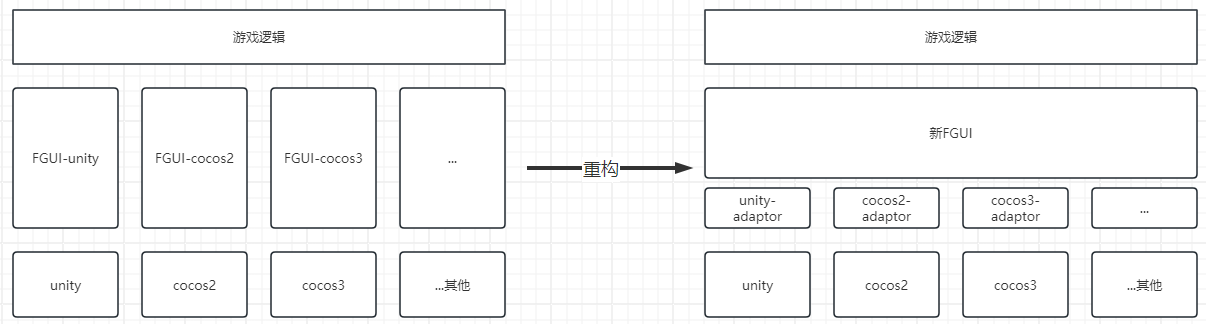 游戏逻辑
FGUI-unity
FGUI-cocos2
FGUI-cocos3
...
unity
cocos2
cocos3
...其他
重构
游戏逻辑
新FGUI
unity-
adaptor
cocos2-
adaptor
cocos3-
adaptor
...
unity
cocos2
cocos3
...其他